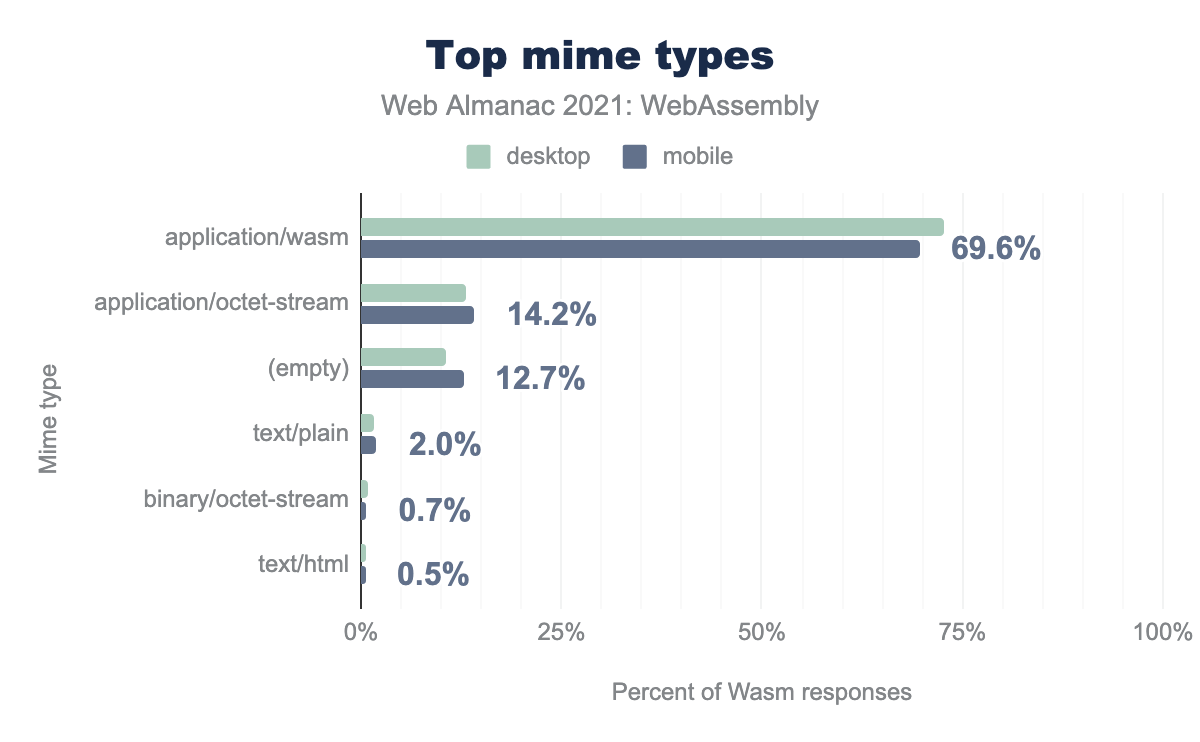 Top mime types
Web Almanac 2021: WebAssembly
desktop mobile
application/wasm 69.6%
application/octet-stream 14.2%
(empty) 12.7%
text/plain 2.0%
binary/octet-stream 0.7%
text/html 0.5%
Mime type
0% 25% 50% 75% 100%
Percent of Wasm responses